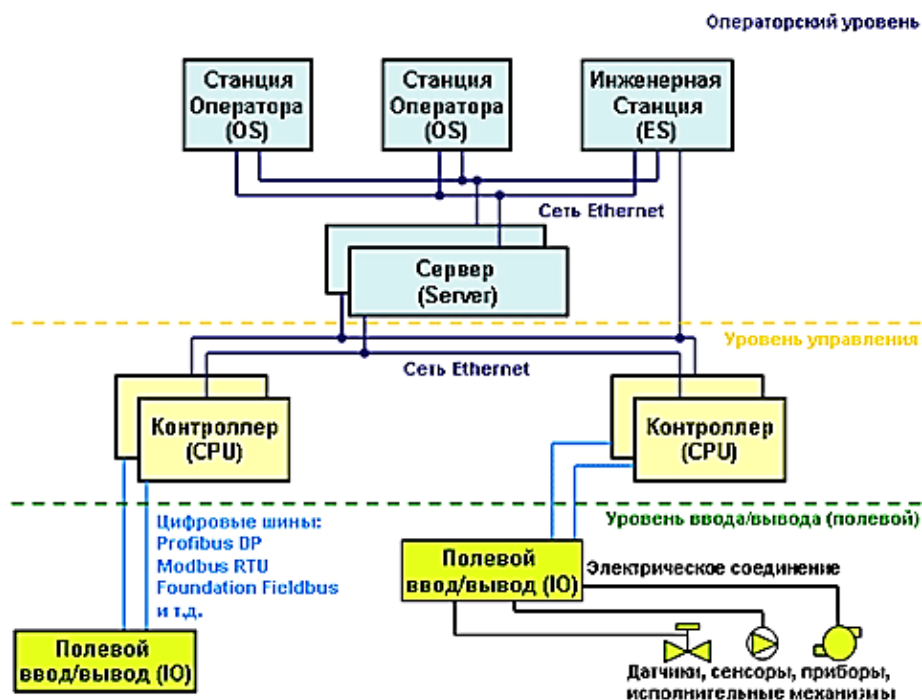 Операторский уровень
Станция
Оператора
(OS)
Станция
Оператора
(OS)
Инженерная
Станция
(ES)
Сеть Ethernet
Сервер
(Server)
Уровень управления
Сеть Ethernet
Контроллер
(CPU)
Контроллер
(CPU)
Уровень ввода/вывода (полевой)
Цифровые шины:
Profibus DP
Modbus RTU
Foundation Fieldbus
и т.д.
Полевой
ввод/вывод (IO)
Электрическое соединение
Полевой
ввод/вывод (IO)
Датчики, сенсоры, приборы,
исполнительные механизмы